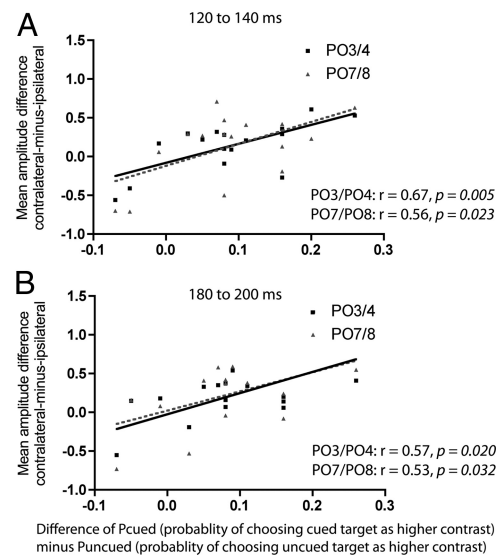 A
120 to 140 ms
Mean amplitude difference
contralateral-minus-ipsilateral
1.5
1.0
0.5
0.0
-0.5
-1.0
PO3/4
PO7/8
PO3/PO4: r = 0.67, p = 0.005
PO7/PO8: r = 0.56, p = 0.023
-0.1 0.0 0.1 0.2 0.3
B
180 to 200 ms
Mean amplitude difference
contralateral-minus-ipsilateral
1.5
1.0
0.5
0.0
-0.5
-1.0
PO3/4
PO7/8
PO3/PO4: r = 0.57, p = 0.020
PO7/PO8: r = 0.53, p = 0.032
-0.1 0.0 0.1 0.2 0.3
Difference of Pcued (probablity of choosing cued target as higher contrast)
minus Puncued (probablity of choosing uncued target as higher contrast)